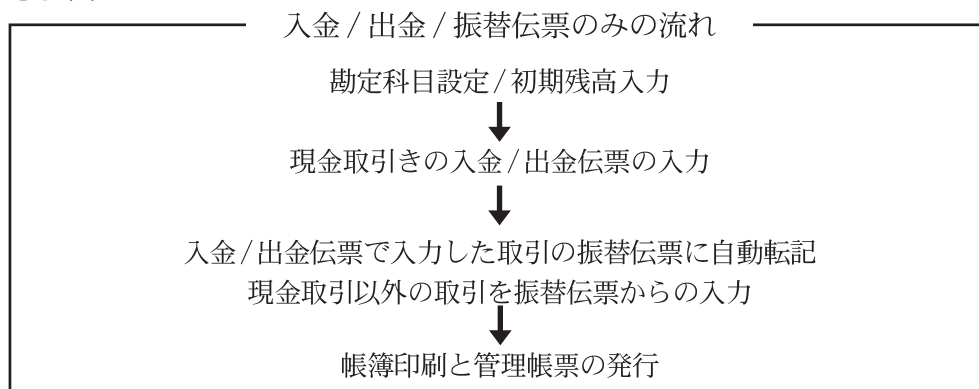 入金 / 出金 / 振替伝票のみの流れ
勘定科目設定 / 初期残高入力
現金取引きの入金 / 出金伝票の入力
入金 / 出金伝票で入力した取引の振替伝票に自動転記
現金取引以外の取引を振替伝票からの入力
帳簿印刷と管理帳票の発行